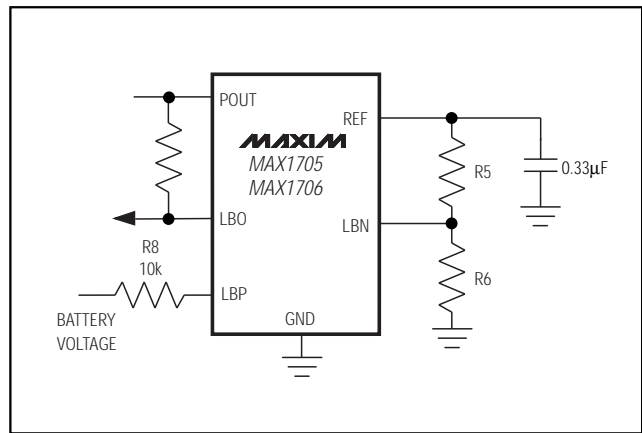 POUT
REF
MAXIM
MAX1705
MAX1706
R5
0.33µF
LBO
LBN
R8
10k
R6
LBP
BATTERY
VOLTAGE
GND